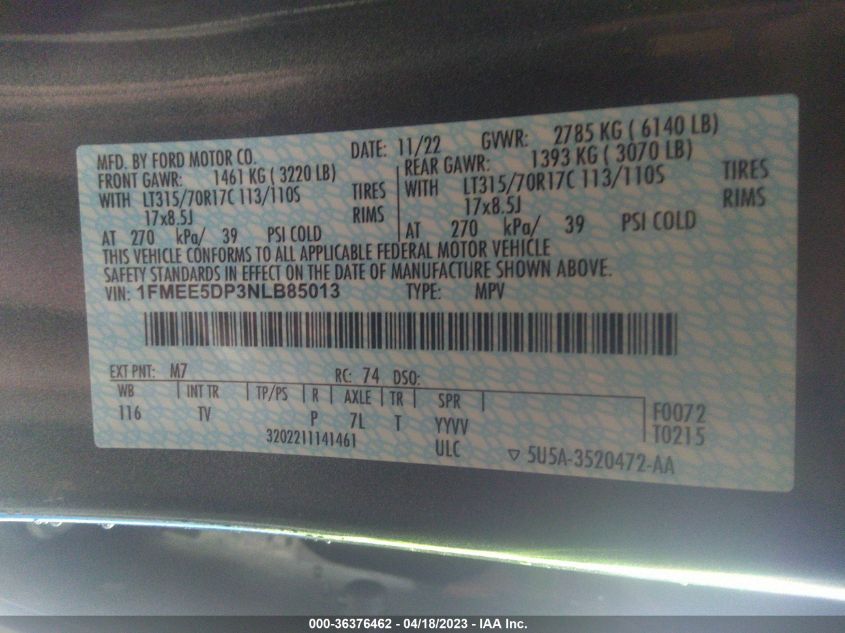 MFD. BY FORD MOTOR CO. DATE: 11/22 GVWR: 2785 KG ( 6140 LB)
FRONT GAWR: 1461 KG ( 3220 LB) REAR GAWR: 1393 KG ( 3070 LB)
WITH LT315/70R17C 113/110S TIRES WITH LT315/70R17C 113/110S TIRES
17x8.5J RIMS 17x8.5J RIMS
AT 270 kPa/ 39 PSI COLD AT 270 kPa/ 39 PSI COLD
THIS VEHICLE CONFORMS TO ALL APPLICABLE FEDERAL MOTOR VEHICLE
SAFETY STANDARDS IN EFFECT ON THE DATE OF MANUFACTURE SHOWN ABOVE.
VIN: 1FMEE5DP3NLB85013 TYPE: MPV
EXT PNT: M7 RC: 74 DSO:
WB INT TR TP/PS R AXLE TR SPR
116 TV P 7L T YYVV
F0072
T0215
3202211141461 ULC
5U5A-3520472-AA
000-36376462 - 04/18/2023 - IAA Inc.